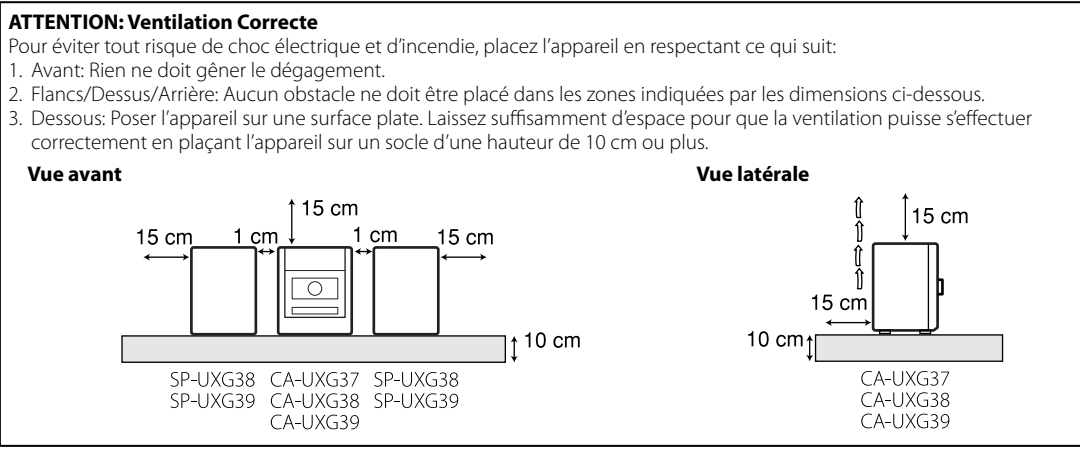 ATTENTION: Ventilation Correcte
Pour éviter tout risque de choc électrique et d’incendie, placez l’appareil en respectant ce qui suit:
1. Avant: Rien ne doit gêner le dégagement.
2. Flancs/Dessus/Arrière: Aucun obstacle ne doit être placé dans les zones indiquées par les dimensions ci-dessous.
3. Dessous: Poser l’appareil sur une surface plate. Laissez suffisamment d’espace pour que la ventilation puisse s’effectuer
correctement en plaçant l’appareil sur un socle d’une hauteur de 10 cm ou plus.
Vue avant
15 cm
15 cm 1 cm 1 cm 15 cm
10 cm
SP-UXG38 CA-UXG37 SP-UXG38
SP-UXG39 CA-UXG38 SP-UXG39
CA-UXG39
Vue latérale
15 cm
15 cm
10 cm
CA-UXG37
CA-UXG38
CA-UXG39